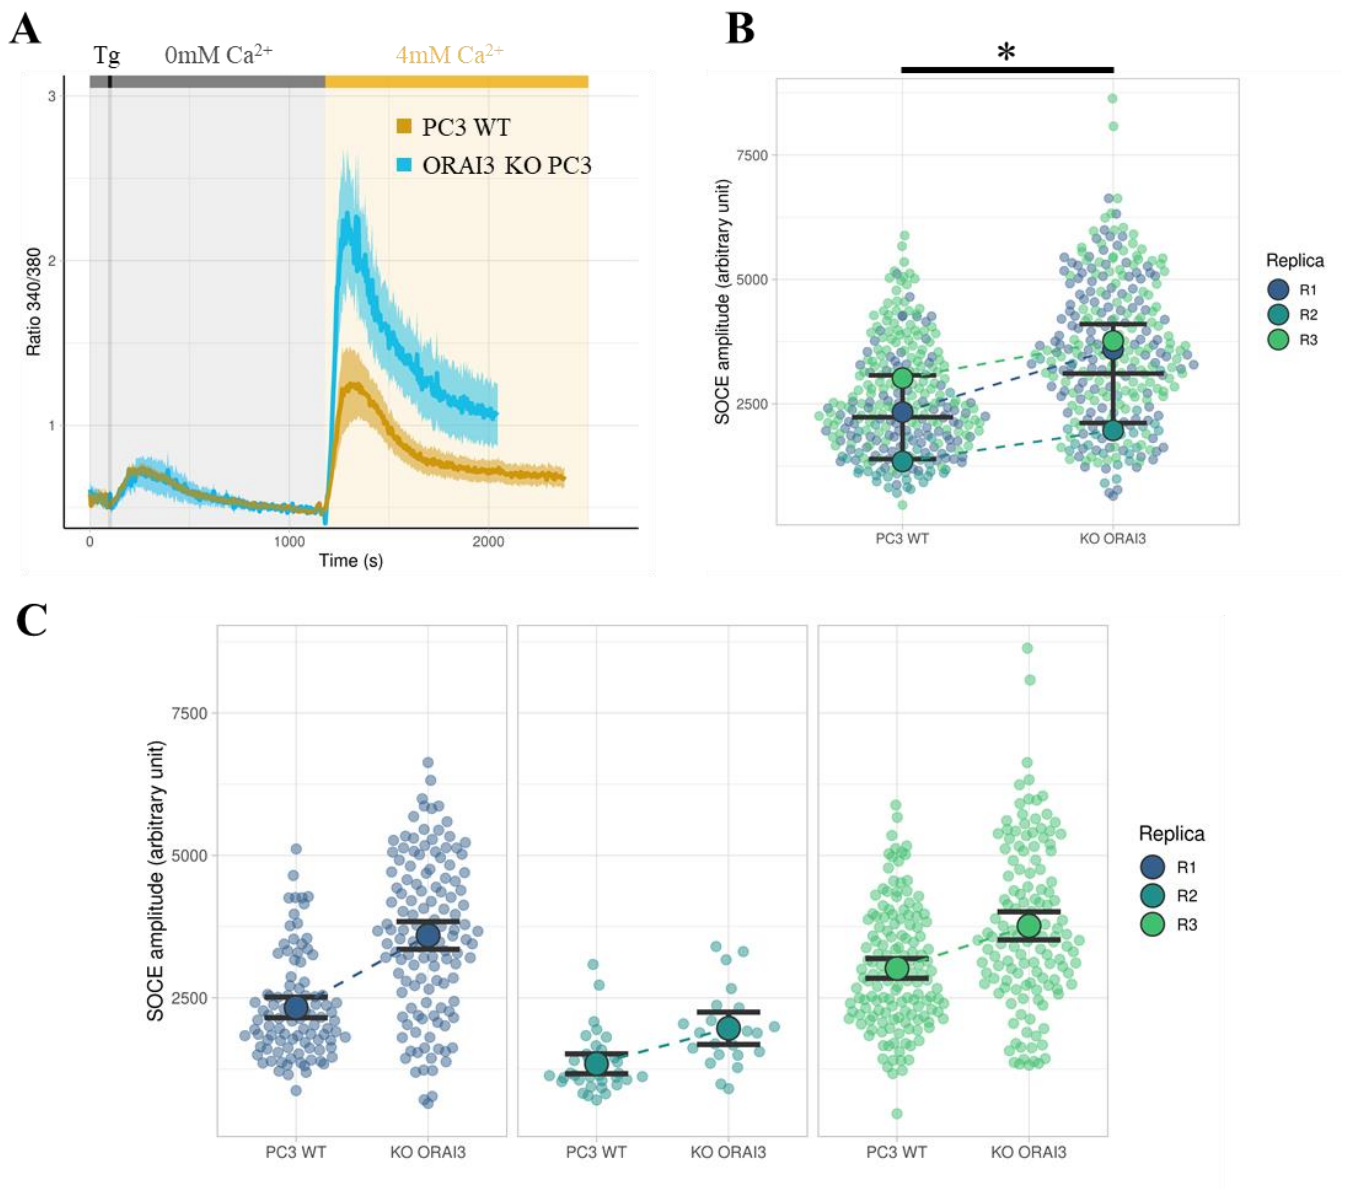 A
Tg
0mM Ca²⁺
4mM Ca²⁺
3
2
1
Ratio 340/380
PC3 WT
ORAI3 KO PC3
0
1000
2000
Time (s)
B
*
7500
5000
2500
SOCE amplitude (arbitrary unit)
PC3 WT
KO ORAI3
Replica
R1
R2
R3
C
7500
5000
2500
SOCE amplitude (arbitrary unit)
PC3 WT
KO ORAI3
PC3 WT
KO ORAI3
PC3 WT
KO ORAI3
Replica
R1
R2
R3